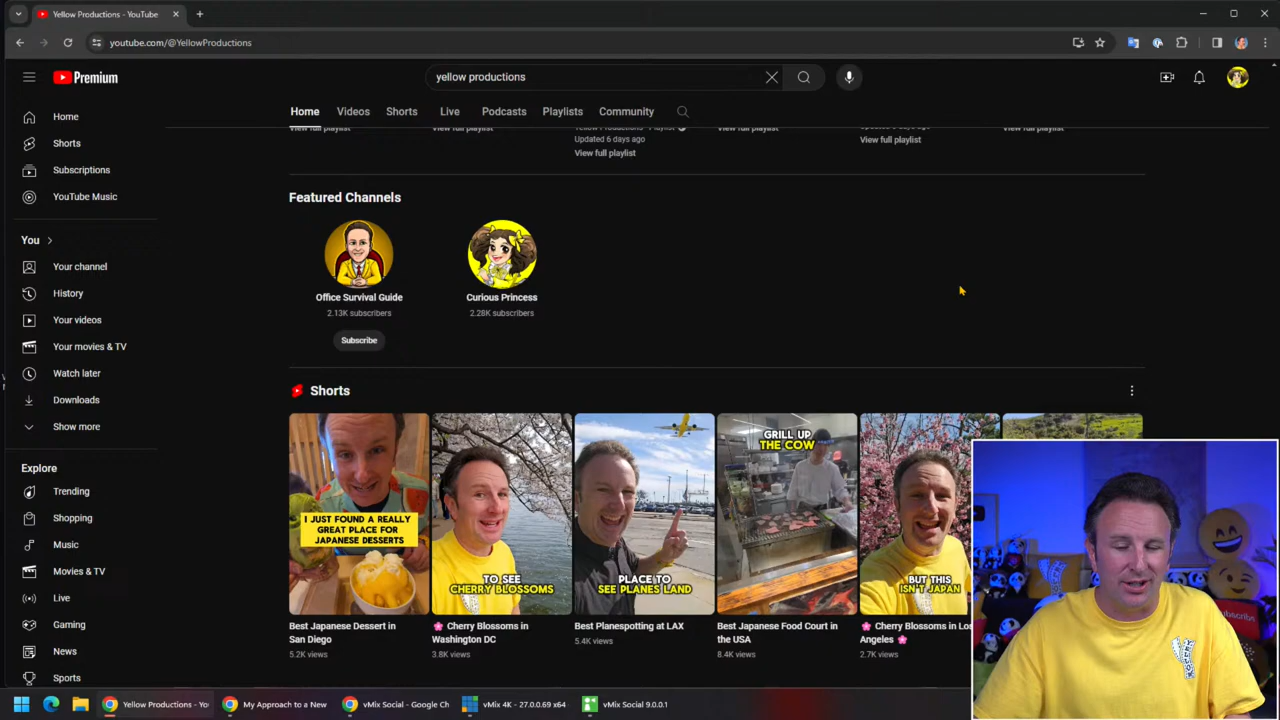 Yellow Productions - YouTube
youtube.com/@YellowProductions
Premium
yellow productions
Home Videos Shorts Live Podcasts Playlists Community
Home
Shorts
Subscriptions
YouTube Music
You
Your channel
History
Your videos
Your movies & TV
Watch later
Downloads
Show more
Explore
Trending
Shopping
Music
Movies & TV
Live
Gaming
News
Sports
View full playlist
View full playlist
Yellow Productions · Playlist
Updated 6 days ago
View full playlist
View full playlist
Updated 6 days ago
View full playlist
View full playlist
Featured Channels
Office Survival Guide
2.13K subscribers
Subscribe
Curious Princess
2.28K subscribers
Shorts
I JUST FOUND A REALLY
GREAT PLACE FOR
JAPANESE DESSERTS
Best Japanese Dessert in
San Diego
5.2K views
TO SEE
CHERRY BLOSSOMS
🌸 Cherry Blossoms in
Washington DC
3.8K views
PLACE TO
SEE PLANES LAND
Best Planespotting at LAX
5.4K views
GRILL UP
THE COW
Best Japanese Food Court in
the USA
8.4K views
BUT THIS
ISN'T JAPAN
🌸 Cherry Blossoms in Lo
Angeles 🌸
2.7K views
Yellow Productions - Yo
My Approach to a New
vMix Social - Google Ch
vMix 4K - 27.0.0.69 x64
vMix Social 9.0.0.1